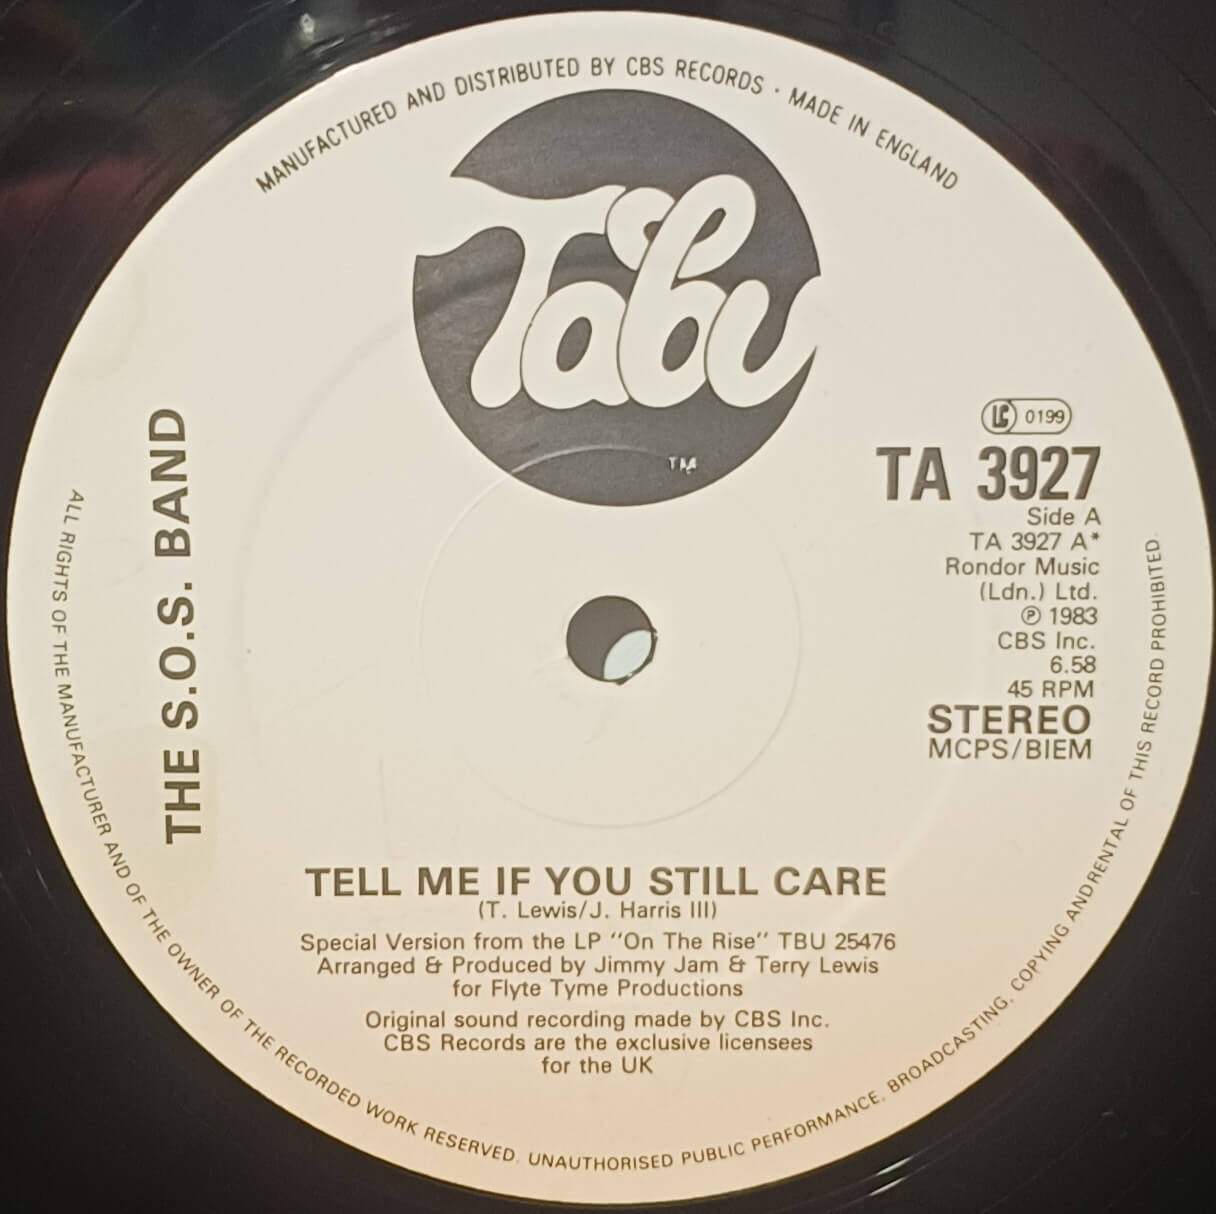 MANUFACTURED AND DISTRIBUTED BY CBS RECORDS · MADE IN ENGLAND
Tabu
TM
LC 0199
TA 3927
Side A
TA 3927 A*
Rondor Music
(Ldn.) Ltd.
℗ 1983
CBS Inc.
6.58
45 RPM
STEREO
MCPS/BIEM
THE S.O.S. BAND
TELL ME IF YOU STILL CARE
(T. Lewis/J. Harris III)
Special Version from the LP "On The Rise" TBU 25476
Arranged & Produced by Jimmy Jam & Terry Lewis
for Flyte Tyme Productions
Original sound recording made by CBS Inc.
CBS Records are the exclusive licensees
for the UK
ALL RIGHTS OF THE MANUFACTURER AND OF THE OWNER OF THE RECORDED WORK RESERVED. UNAUTHORISED PUBLIC PERFORMANCE, BROADCASTING, COPYING ANDRENTAL OF THIS RECORD PROHIBITED.